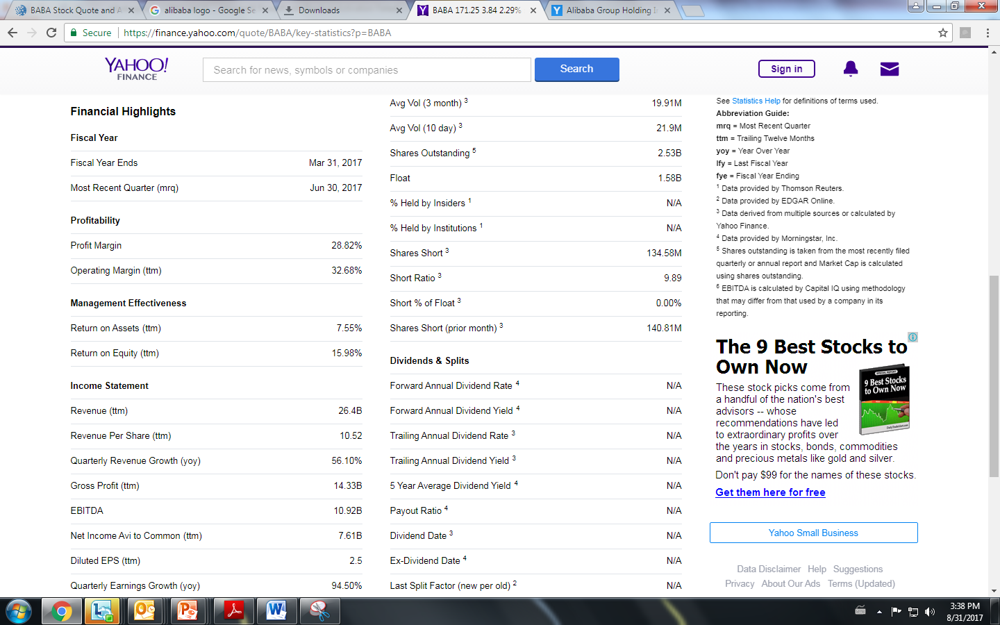 BABA Stock Quote and A
alibaba logo - Google Se
Downloads
BABA 171.25 3.84 2.29%
Alibaba Group Holding I
Secure https://finance.yahoo.com/quote/BABA/key-statistics?p=BABA
YAHOO!
FINANCE
Search for news, symbols or companies
Search
Sign in
Financial Highlights
Fiscal Year
Fiscal Year Ends Mar 31, 2017
Most Recent Quarter (mrq) Jun 30, 2017
Profitability
Profit Margin 28.82%
Operating Margin (ttm) 32.68%
Management Effectiveness
Return on Assets (ttm) 7.55%
Return on Equity (ttm) 15.98%
Income Statement
Revenue (ttm) 26.4B
Revenue Per Share (ttm) 10.52
Quarterly Revenue Growth (yoy) 56.10%
Gross Profit (ttm) 14.33B
EBITDA 10.92B
Net Income Avi to Common (ttm) 7.61B
Diluted EPS (ttm) 2.5
Quarterly Earnings Growth (yoy) 94.50%
Avg Vol (3 month) 3 19.91M
Avg Vol (10 day) 3 21.9M
Shares Outstanding 5 2.53B
Float 1.58B
% Held by Insiders 1 N/A
% Held by Institutions 1 N/A
Shares Short 3 134.58M
Short Ratio 3 9.89
Short % of Float 3 0.00%
Shares Short (prior month) 3 140.81M
Dividends & Splits
Forward Annual Dividend Rate 4 N/A
Forward Annual Dividend Yield 4 N/A
Trailing Annual Dividend Rate 3 N/A
Trailing Annual Dividend Yield 3 N/A
5 Year Average Dividend Yield 4 N/A
Payout Ratio 4 N/A
Dividend Date 3 N/A
Ex-Dividend Date 4 N/A
Last Split Factor (new per old) 2 N/A
See Statistics Help for definitions of terms used.
Abbreviation Guide:
mrq = Most Recent Quarter
ttm = Trailing Twelve Months
yoy = Year Over Year
lfy = Last Fiscal Year
fye = Fiscal Year Ending
1 Data provided by Thomson Reuters.
2 Data provided by EDGAR Online.
3 Data derived from multiple sources or calculated by
Yahoo Finance.
4 Data provided by Morningstar, Inc.
5 Shares outstanding is taken from the most recently filed
quarterly or annual report and Market Cap is calculated
using shares outstanding.
6 EBITDA is calculated by Capital IQ using methodology
that may differ from that used by a company in its
reporting.
The 9 Best Stocks to
Own Now
These stock picks come from
a handful of the nation's best
advisors -- whose
recommendations have led
to extraordinary profits over
the years in stocks, bonds, commodities
and precious metals like gold and silver.
SPECIAL REPORT
9 Best Stocks
to Own Now
Don't pay $99 for the names of these stocks.
Get them here for free
Yahoo Small Business
Data Disclaimer Help Suggestions
Privacy About Our Ads Terms (Updated)
3:38 PM
8/31/2017